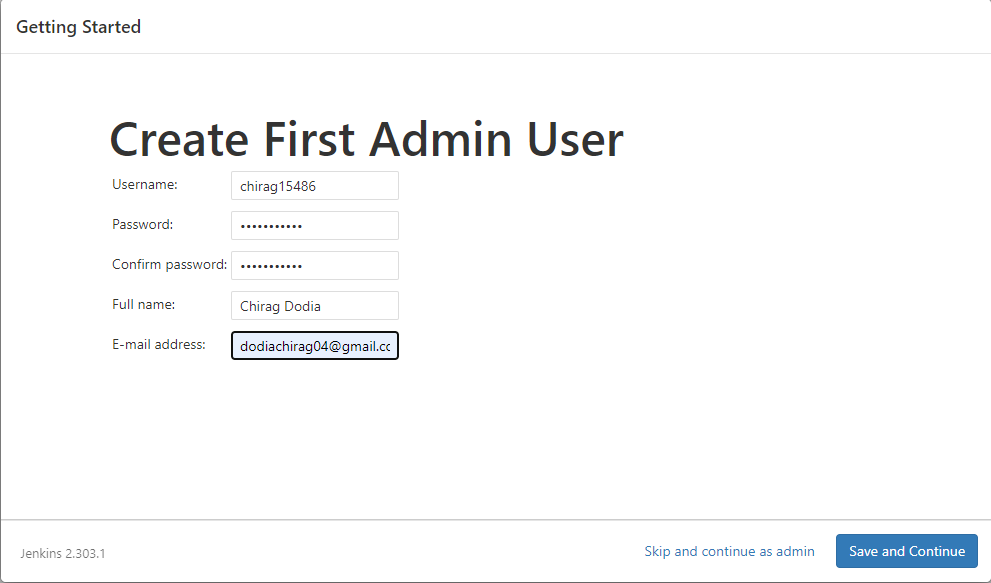 Getting Started
Create First Admin User
Username: chirag15486
Password: •••••••••••
Confirm password: •••••••••••
Full name: Chirag Dodia
E-mail address: dodiachirag04@gmail.cc
Jenkins 2.303.1 Skip and continue as admin Save and Continue